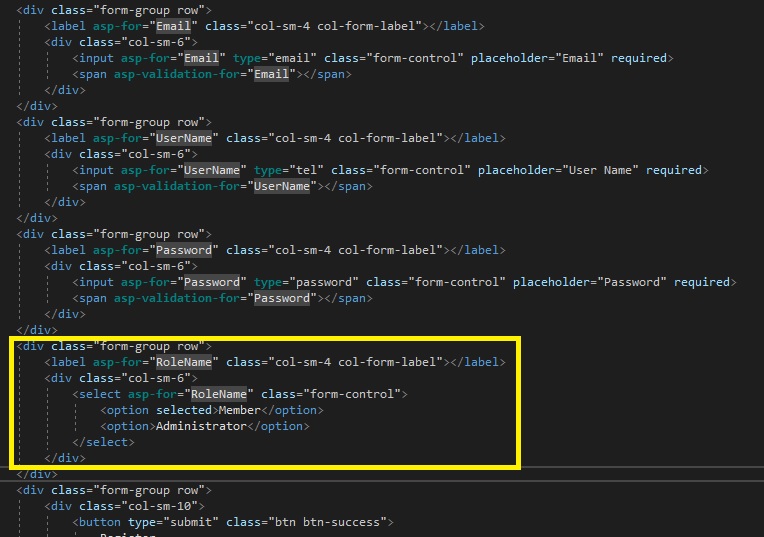 <div class="form-group row">
<label asp-for="Email" class="col-sm-4 col-form-label"></label>
<div class="col-sm-6">
<input asp-for="Email" type="email" class="form-control" placeholder="Email" required>
<span asp-validation-for="Email"></span>
</div>
</div>
<div class="form-group row">
<label asp-for="UserName" class="col-sm-4 col-form-label"></label>
<div class="col-sm-6">
<input asp-for="UserName" type="tel" class="form-control" placeholder="User Name" required>
<span asp-validation-for="UserName"></span>
</div>
</div>
<div class="form-group row">
<label asp-for="Password" class="col-sm-4 col-form-label"></label>
<div class="col-sm-6">
<input asp-for="Password" type="password" class="form-control" placeholder="Password" required>
<span asp-validation-for="Password"></span>
</div>
</div>
<div class="form-group row">
<label asp-for="RoleName" class="col-sm-4 col-form-label"></label>
<div class="col-sm-6">
<select asp-for="RoleName" class="form-control">
<option selected>Member</option>
<option>Administrator</option>
</select>
</div>
</div>
<div class="form-group row">
<div class="col-sm-10">
<button type="submit" class="btn btn-success">
Register